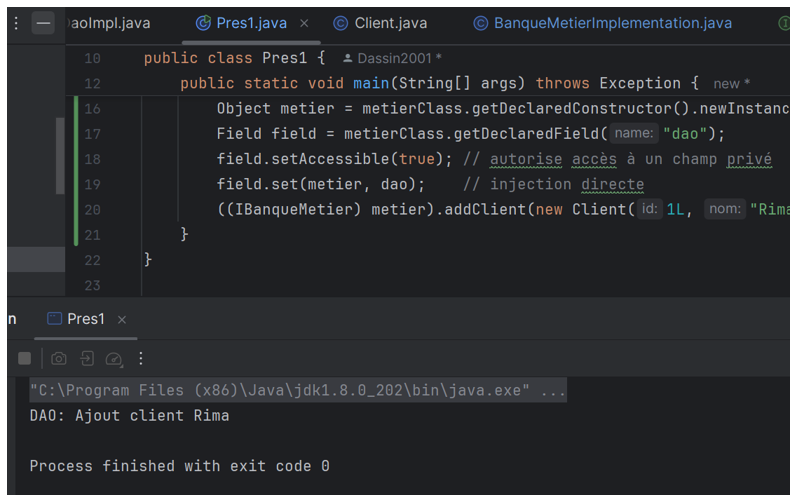 DaoImpl.java Pres1.java Client.java BanqueMetierImplementation.java
10 public class Pres1 { Dassin2001 *
12 public static void main(String[] args) throws Exception { new *
16 Object metier = metierClass.getDeclaredConstructor().newInstanc
17 Field field = metierClass.getDeclaredField( name: "dao");
18 field.setAccessible(true); // autorise accès à un champ privé
19 field.set(metier, dao); // injection directe
20 ((IBanqueMetier) metier).addClient(new Client( id: 1L, nom: "Rima
21 }
22 }
23
n Pres1
"C:\Program Files (x86)\Java\jdk1.8.0_202\bin\java.exe" ...
DAO: Ajout client Rima
Process finished with exit code 0